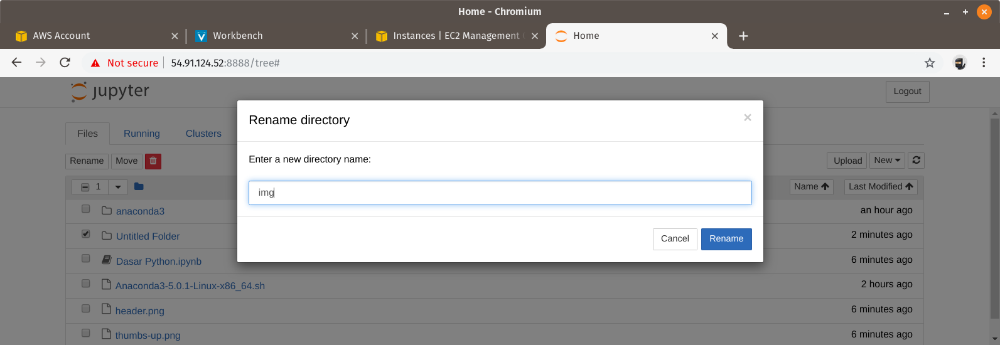 Home - Chromium
AWS Account
Workbench
Instances | EC2 Management
Home
Not secure 54.91.124.52:8888/tree#
jupyter
Logout
Rename directory
Files Running Clusters
Enter a new directory name:
Rename Move
Upload New
1
Name Last Modified
img
anaconda3 an hour ago
Untitled Folder 2 minutes ago
Cancel Rename
Dasar Python.ipynb 6 minutes ago
Anaconda3-5.0.1-Linux-x86_64.sh 2 hours ago
header.png 6 minutes ago
thumbs-up.png 6 minutes ago